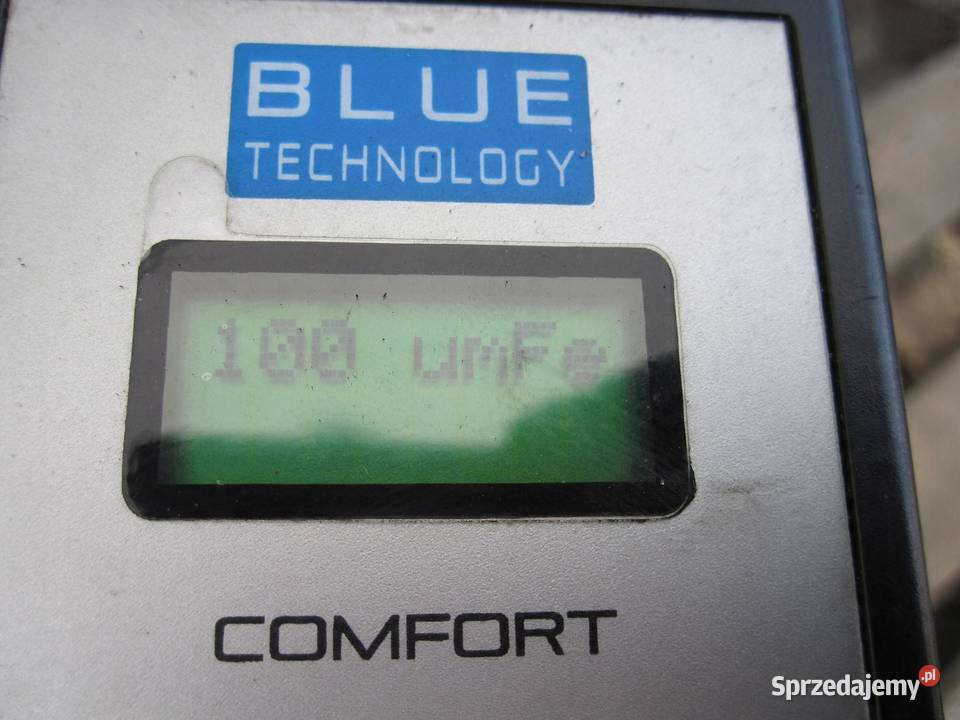 BLUE
TECHNOLOGY
100 umFe
COMFORT
Sprzedajemy.pl